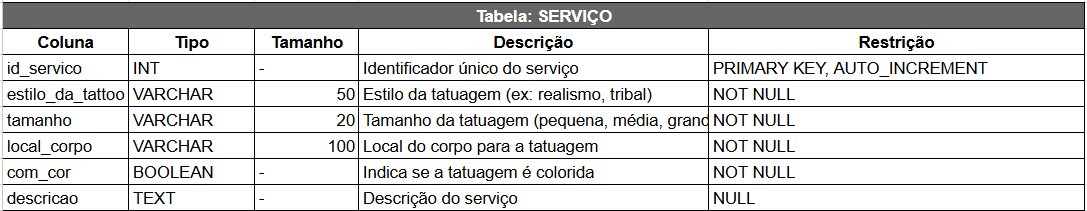 Tabela: SERVIÇO
Coluna Tipo Tamanho Descrição Restrição
id_servico INT - Identificador único do serviço PRIMARY KEY, AUTO_INCREMENT
estilo_da_tattoo VARCHAR 50 Estilo da tatuagem (ex: realismo, tribal) NOT NULL
tamanho VARCHAR 20 Tamanho da tatuagem (pequena, média, grand NOT NULL
local_corpo VARCHAR 100 Local do corpo para a tatuagem NOT NULL
com_cor BOOLEAN - Indica se a tatuagem é colorida NOT NULL
descricao TEXT - Descrição do serviço NULL